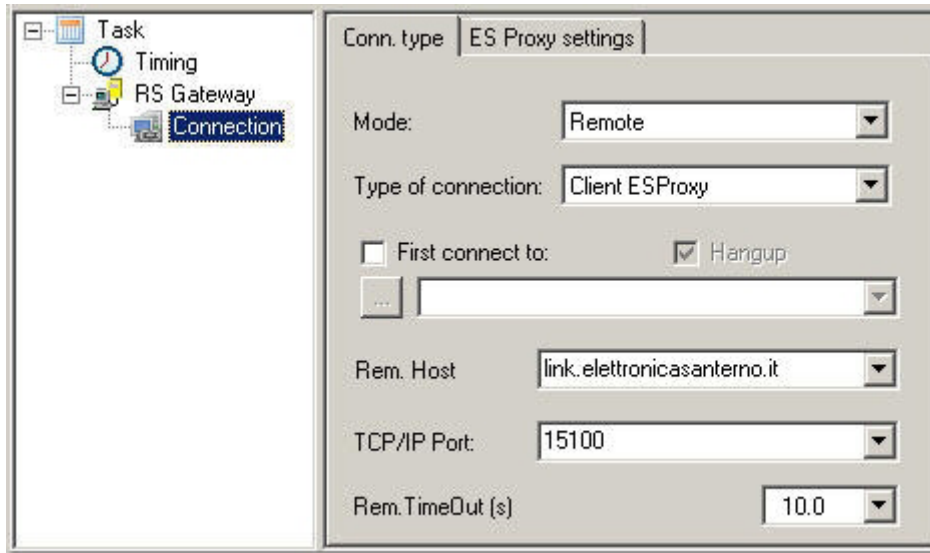 Task
Timing
RS Gateway
Connection
Conn. type ES Proxy settings
Mode: Remote
Type of connection: Client ESProxy
First connect to: Hangup
...
Rem. Host link.elettronicasanterno.it
TCP/IP Port: 15100
Rem.TimeOut (s) 10.0